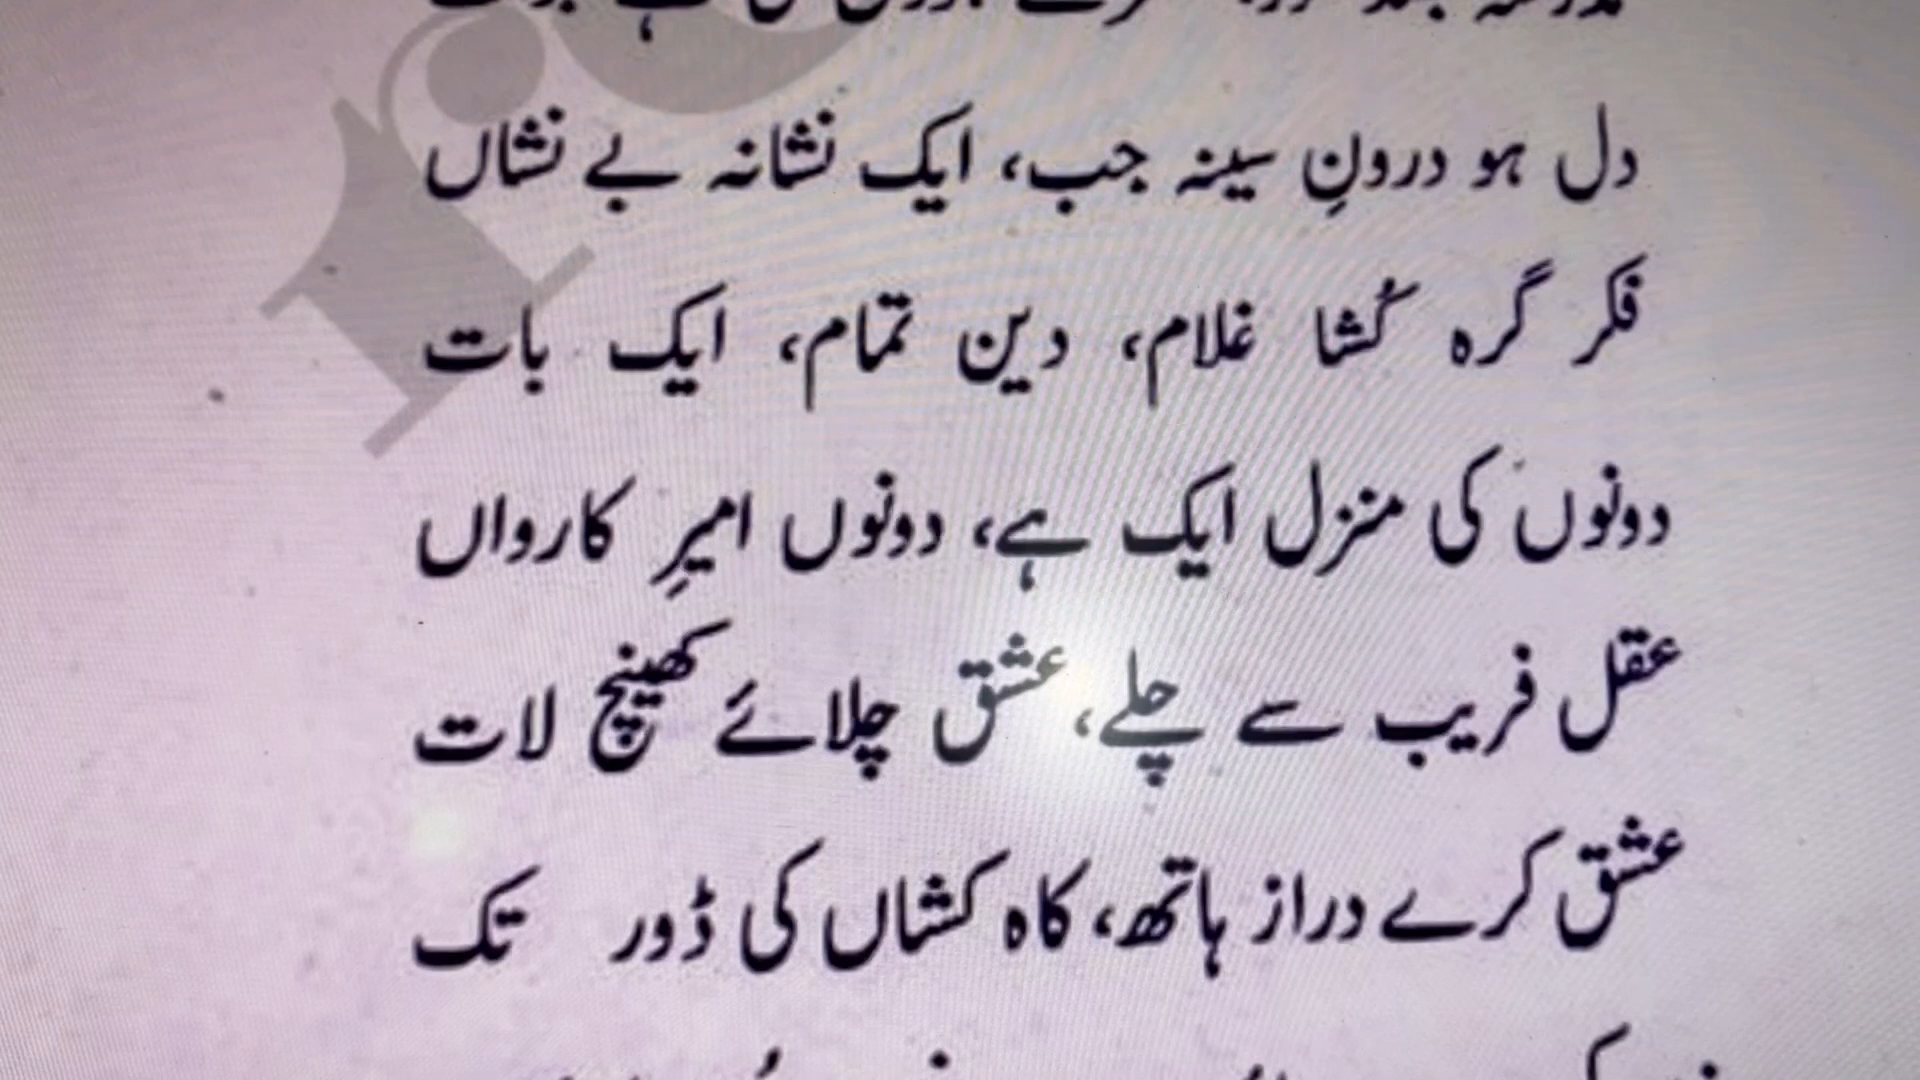 دل ہو درونِ سینہ جب، ایک نشانہ بے نشاں
فکر گرہ کُشا غلام، دین تمام، ایک بات
دونوں کی منزل ایک ہے، دونوں امیرِ کارواں
عقل فریب سے چلے، عشق چلائے کھینچ لات
عشق کرے دراز ہاتھ، کاہ کشاں کی ڈور تک